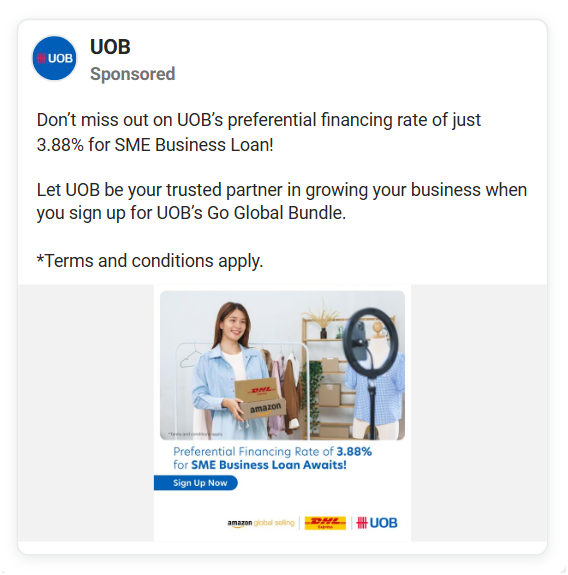 UOB
UOB
Sponsored
Don’t miss out on UOB’s preferential financing rate of just
3.88% for SME Business Loan!
Let UOB be your trusted partner in growing your business when
you sign up for UOB’s Go Global Bundle.
*Terms and conditions apply.
DHL
amazon
*Terms and conditions apply.
Preferential Financing Rate of 3.88%
for SME Business Loan Awaits!
Sign Up Now
amazon global selling
DHL
Express
UOB